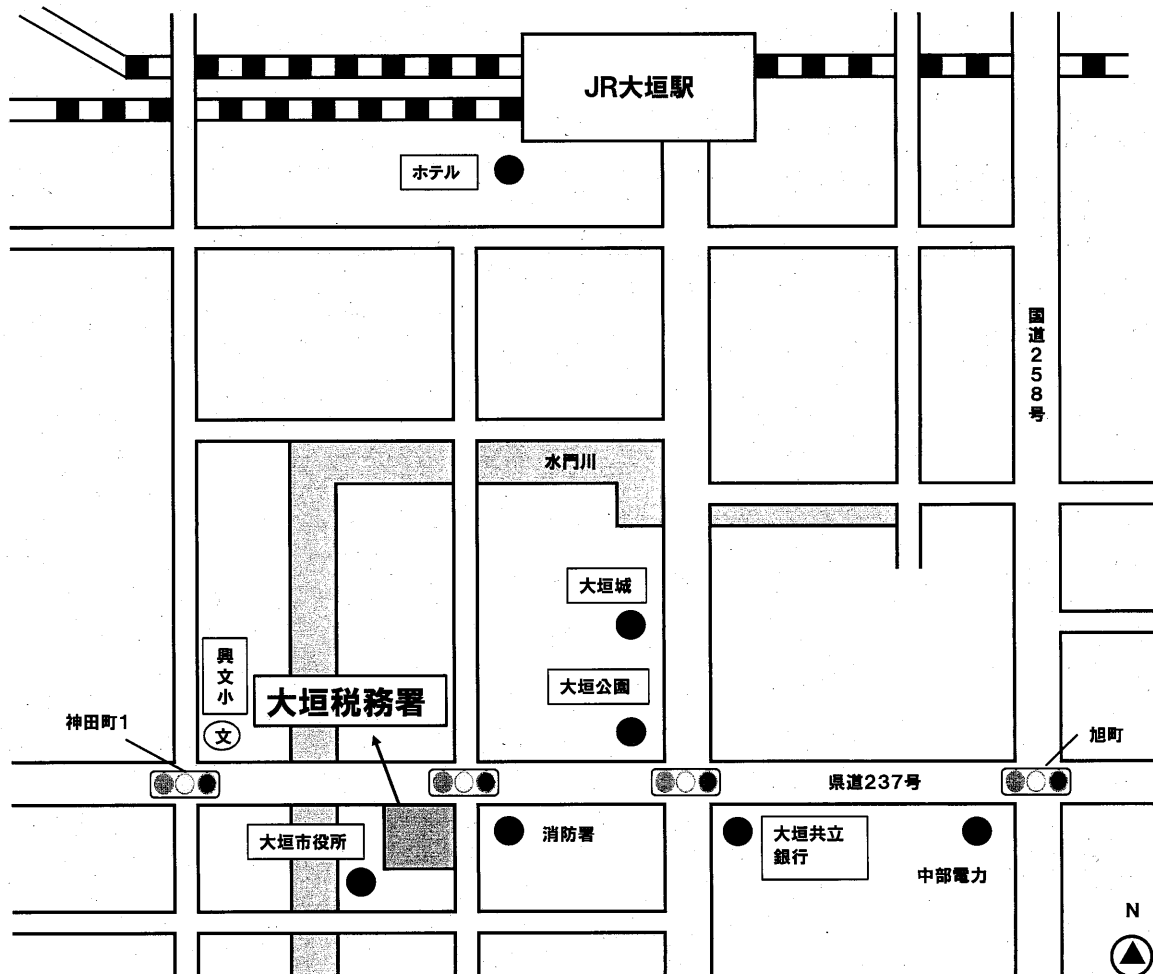 JR大垣駅
ホテル
国道258号
水門川
大垣城
興文小
大垣税務署
大垣公園
神田町1
文
旭町
県道237号
大垣市役所
消防署
大垣共立
銀行
中部電力
N